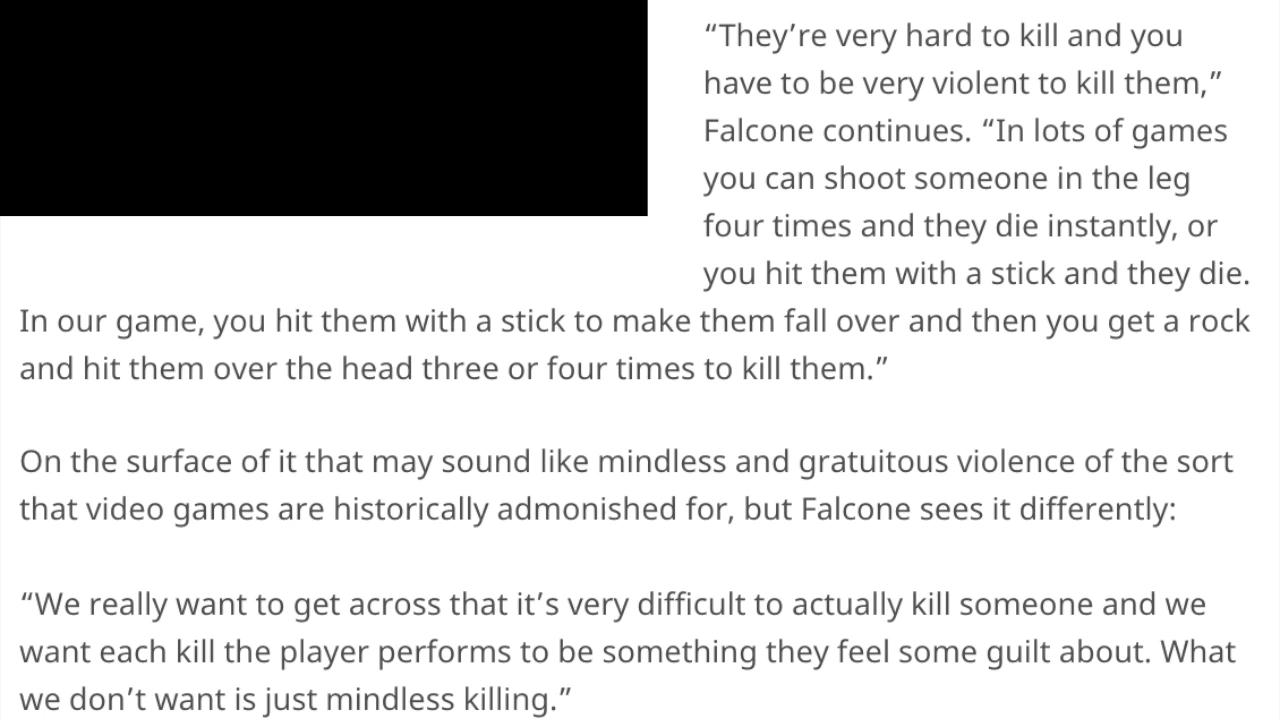 “They’re very hard to kill and you
have to be very violent to kill them,”
Falcone continues. “In lots of games
you can shoot someone in the leg
four times and they die instantly, or
you hit them with a stick and they die.
In our game, you hit them with a stick to make them fall over and then you get a rock
and hit them over the head three or four times to kill them.”
On the surface of it that may sound like mindless and gratuitous violence of the sort
that video games are historically admonished for, but Falcone sees it differently:
“We really want to get across that it’s very difficult to actually kill someone and we
want each kill the player performs to be something they feel some guilt about. What
we don’t want is just mindless killing.”